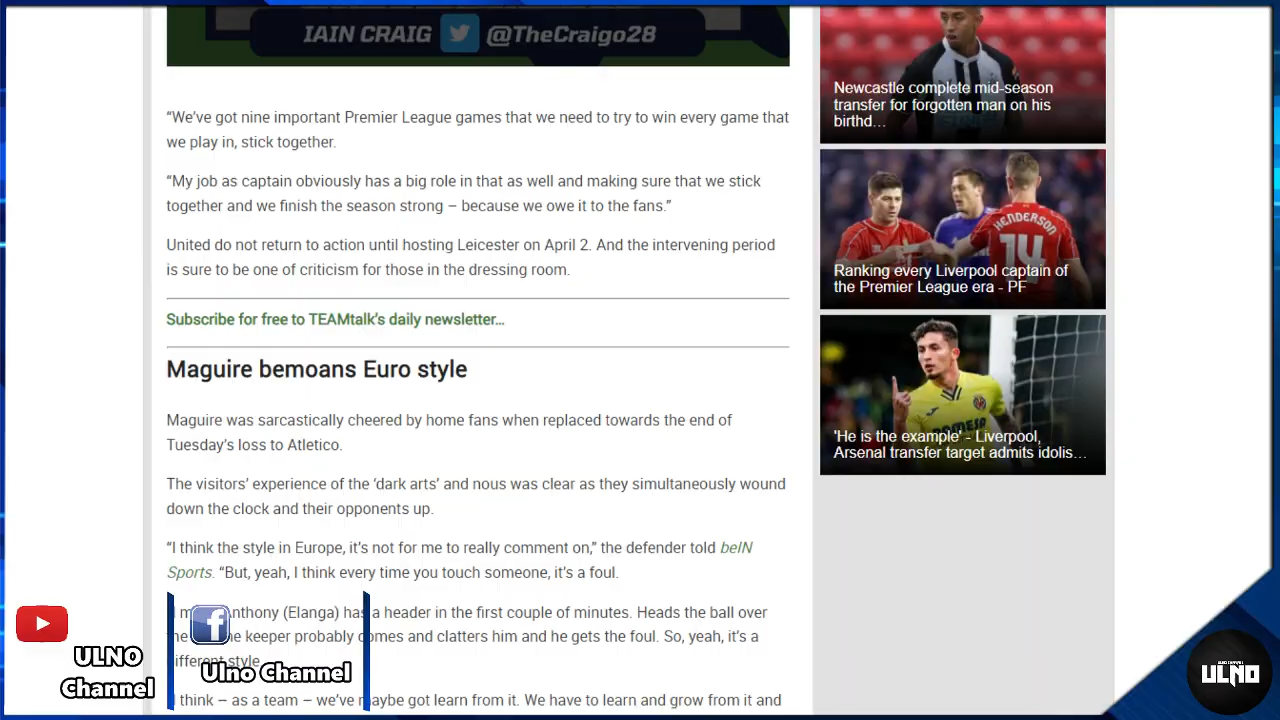 IAIN CRAIG @TheCraigo28
“We’ve got nine important Premier League games that we need to try to win every game that
we play in, stick together.
“My job as captain obviously has a big role in that as well and making sure that we stick
together and we finish the season strong – because we owe it to the fans.”
United do not return to action until hosting Leicester on April 2. And the intervening period
is sure to be one of criticism for those in the dressing room.
Subscribe for free to TEAMtalk’s daily newsletter…
Maguire bemoans Euro style
Maguire was sarcastically cheered by home fans when replaced towards the end of
Tuesday’s loss to Atletico.
The visitors’ experience of the ‘dark arts’ and nous was clear as they simultaneously wound
down the clock and their opponents up.
“I think the style in Europe, it’s not for me to really comment on,” the defender told beIN
Sports. “But, yeah, I think every time you touch someone, it’s a foul.
(Elanga) has a header in the first couple of minutes. Heads the ball over
keeper probably comes and clatters him and he gets the foul. So, yeah, it’s a
different style.
think – as a team – we’ve maybe got learn from it. We have to learn and grow from it and
Newcastle complete mid-season
transfer for forgotten man on his
birthd…
HENDERSON
14
Ranking every Liverpool captain of
the Premier League era - PF
'He is the example' - Liverpool,
Arsenal transfer target admits idolis…
ULNO
Channel
Ulno Channel
ULNO